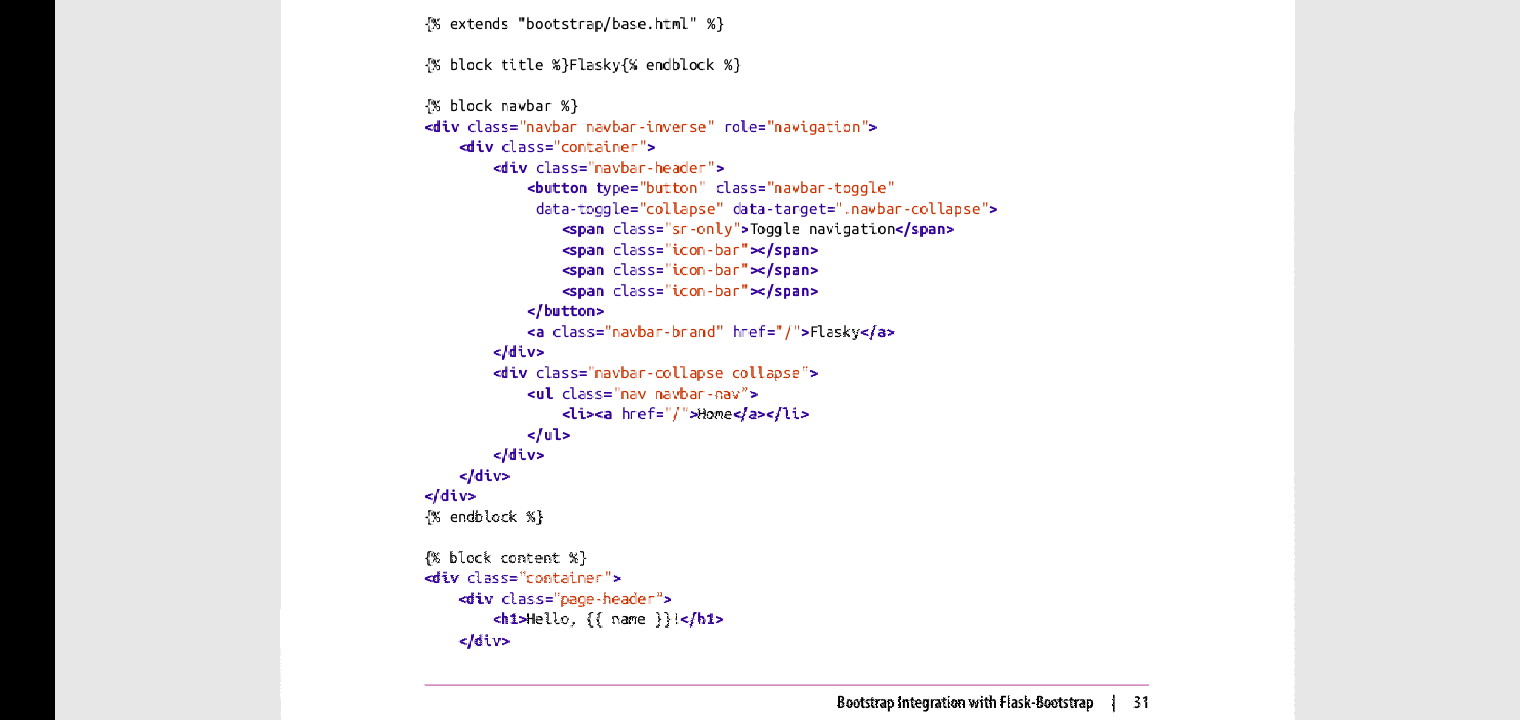 {% extends "bootstrap/base.html" %}
{% block title %}Flasky{% endblock %}
{% block navbar %}
<div class="navbar navbar-inverse" role="navigation">
    <div class="container">
        <div class="navbar-header">
            <button type="button" class="navbar-toggle"
             data-toggle="collapse" data-target=".navbar-collapse">
                <span class="sr-only">Toggle navigation</span>
                <span class="icon-bar"></span>
                <span class="icon-bar"></span>
                <span class="icon-bar"></span>
            </button>
            <a class="navbar-brand" href="/">Flasky</a>
        </div>
        <div class="navbar-collapse collapse">
            <ul class="nav navbar-nav">
                <li><a href="/">Home</a></li>
            </ul>
        </div>
    </div>
</div>
{% endblock %}
{% block content %}
<div class="container">
    <div class="page-header">
        <h1>Hello, {{ name }}!</h1>
    </div>
Bootstrap Integration with Flask-Bootstrap | 31